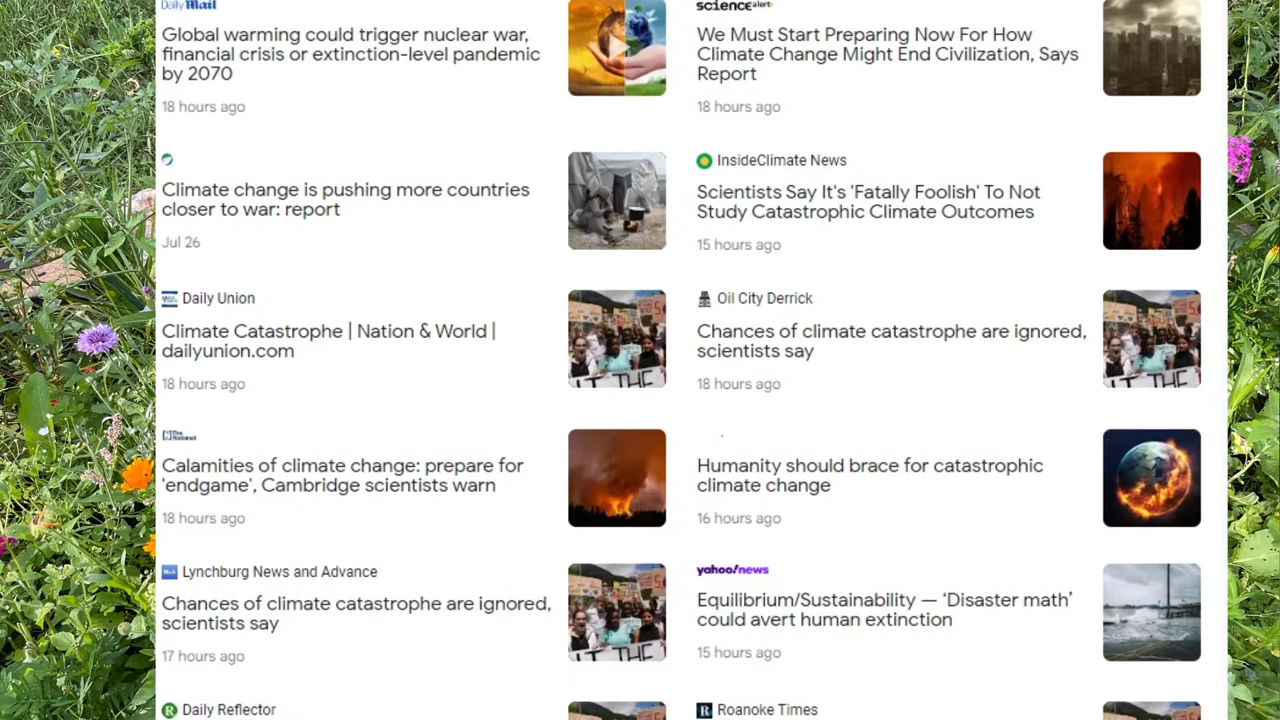 Daily Mail
Global warming could trigger nuclear war,
financial crisis or extinction-level pandemic
by 2070
18 hours ago
sciencealert
We Must Start Preparing Now For How
Climate Change Might End Civilization, Says
Report
18 hours ago
Climate change is pushing more countries
closer to war: report
Jul 26
InsideClimate News
Scientists Say It's 'Fatally Foolish' To Not
Study Catastrophic Climate Outcomes
15 hours ago
Daily Union
Climate Catastrophe | Nation & World |
dailyunion.com
18 hours ago
Oil City Derrick
Chances of climate catastrophe are ignored,
scientists say
18 hours ago
The National
Calamities of climate change: prepare for
'endgame', Cambridge scientists warn
18 hours ago
Humanity should brace for catastrophic
climate change
16 hours ago
Lynchburg News and Advance
Chances of climate catastrophe are ignored,
scientists say
17 hours ago
yahoo!news
Equilibrium/Sustainability — ‘Disaster math’
could avert human extinction
15 hours ago
R Daily Reflector
R Roanoke Times